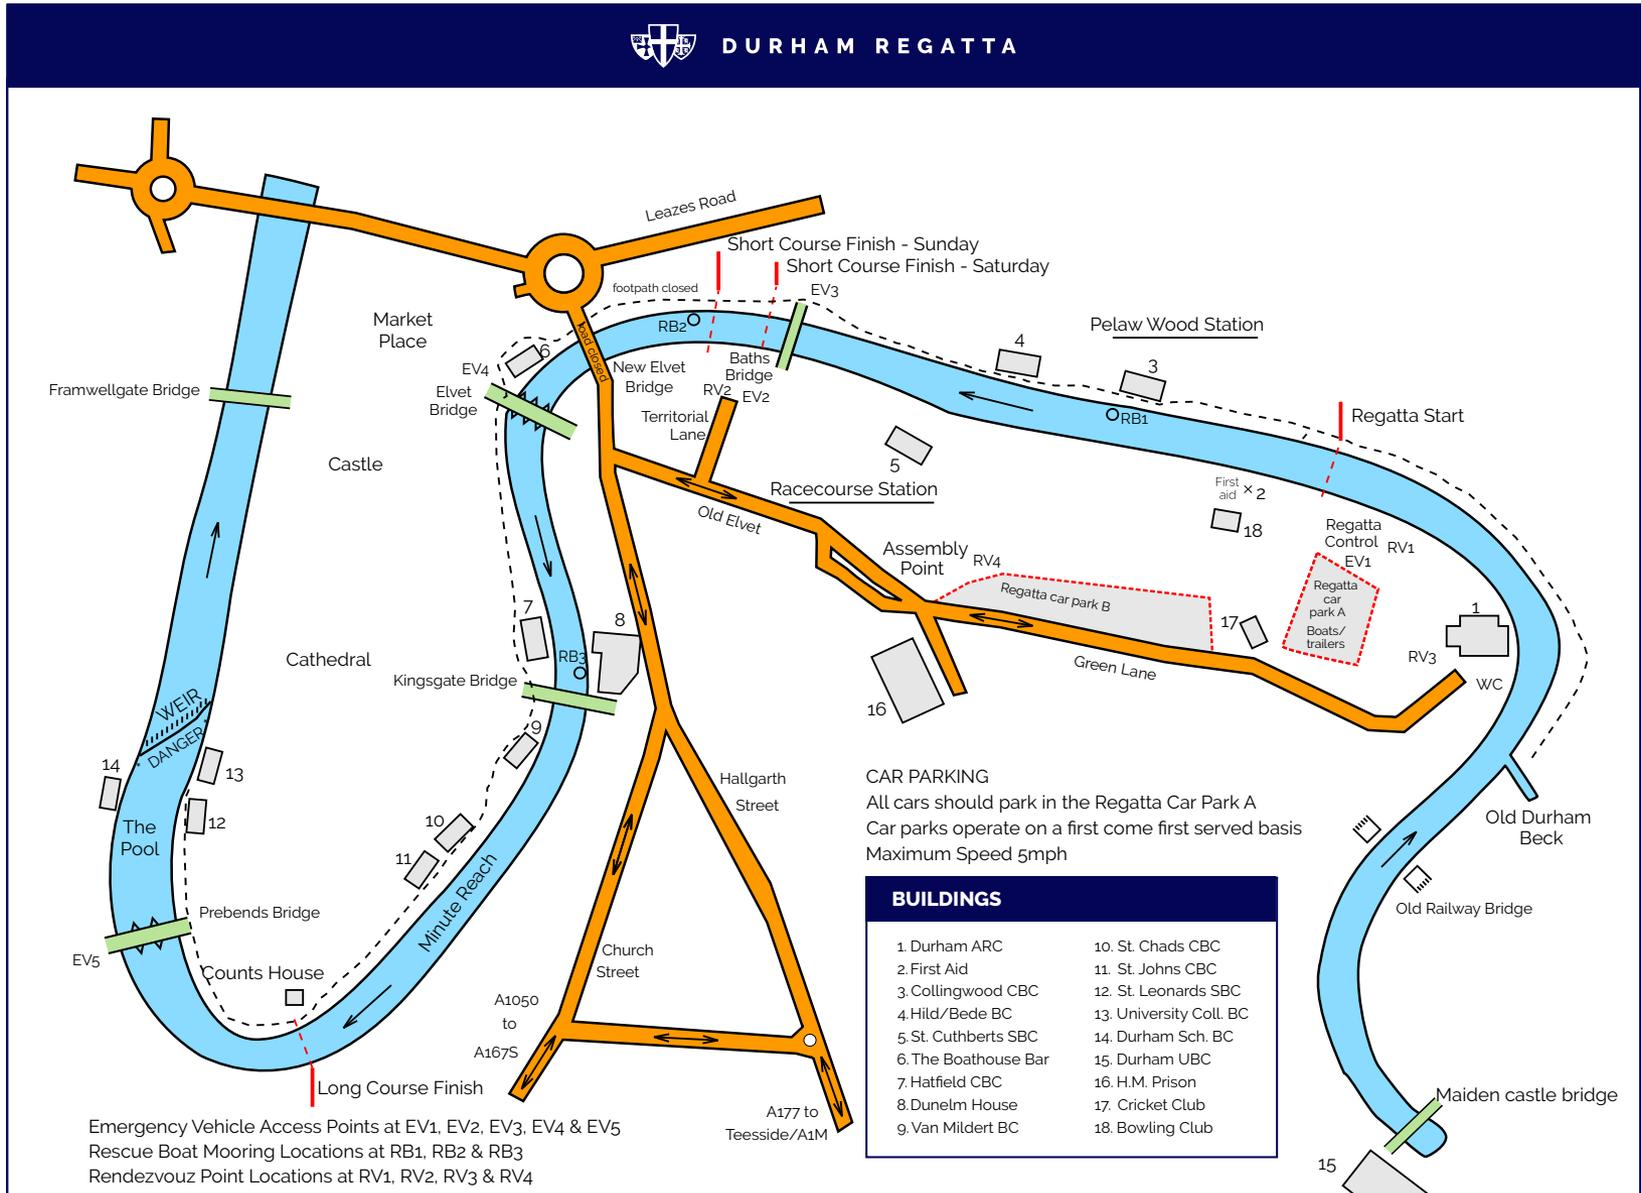 DURHAM REGATTA
Leazes Road
Short Course Finish - Sunday
Short Course Finish - Saturday
footpath closed
EV3
Market
Place
RB2
road closed
6
EV4
Elvet
Bridge
New Elvet
Bridge
Baths
Bridge
RV2
EV2
Territorial
Lane
Pelaw Wood Station
4
3
RB1
Regatta Start
Framwellgate Bridge
Castle
5
Racecourse Station
Old Elvet
First
aid
× 2
18
Regatta
Control
RV1
EV1
Assembly
Point
RV4
Regatta car park B
Regatta
car
park A
Boats/
trailers
1
17
RV3
WC
Green Lane
16
7
8
RB3
Cathedral
Kingsgate Bridge
9
WEIR
DANGER
14
13
12
The
Pool
10
11
Minute Reach
Hallgarth
Street
Prebends Bridge
EV5
Counts House
Church
Street
A1050
to
A167S
Long Course Finish
A177 to
Teesside/A1M
Old Durham
Beck
Old Railway Bridge
Maiden castle bridge
15
CAR PARKING
All cars should park in the Regatta Car Park A
Car parks operate on a first come first served basis
Maximum Speed 5mph
BUILDINGS
1. Durham ARC
2. First Aid
3. Collingwood CBC
4. Hild/Bede BC
5. St. Cuthberts SBC
6. The Boathouse Bar
7. Hatfield CBC
8. Dunelm House
9. Van Mildert BC
10. St. Chads CBC
11. St. Johns CBC
12. St. Leonards SBC
13. University Coll. BC
14. Durham Sch. BC
15. Durham UBC
16. H.M. Prison
17. Cricket Club
18. Bowling Club
Emergency Vehicle Access Points at EV1, EV2, EV3, EV4 & EV5
Rescue Boat Mooring Locations at RB1, RB2 & RB3
Rendezvouz Point Locations at RV1, RV2, RV3 & RV4